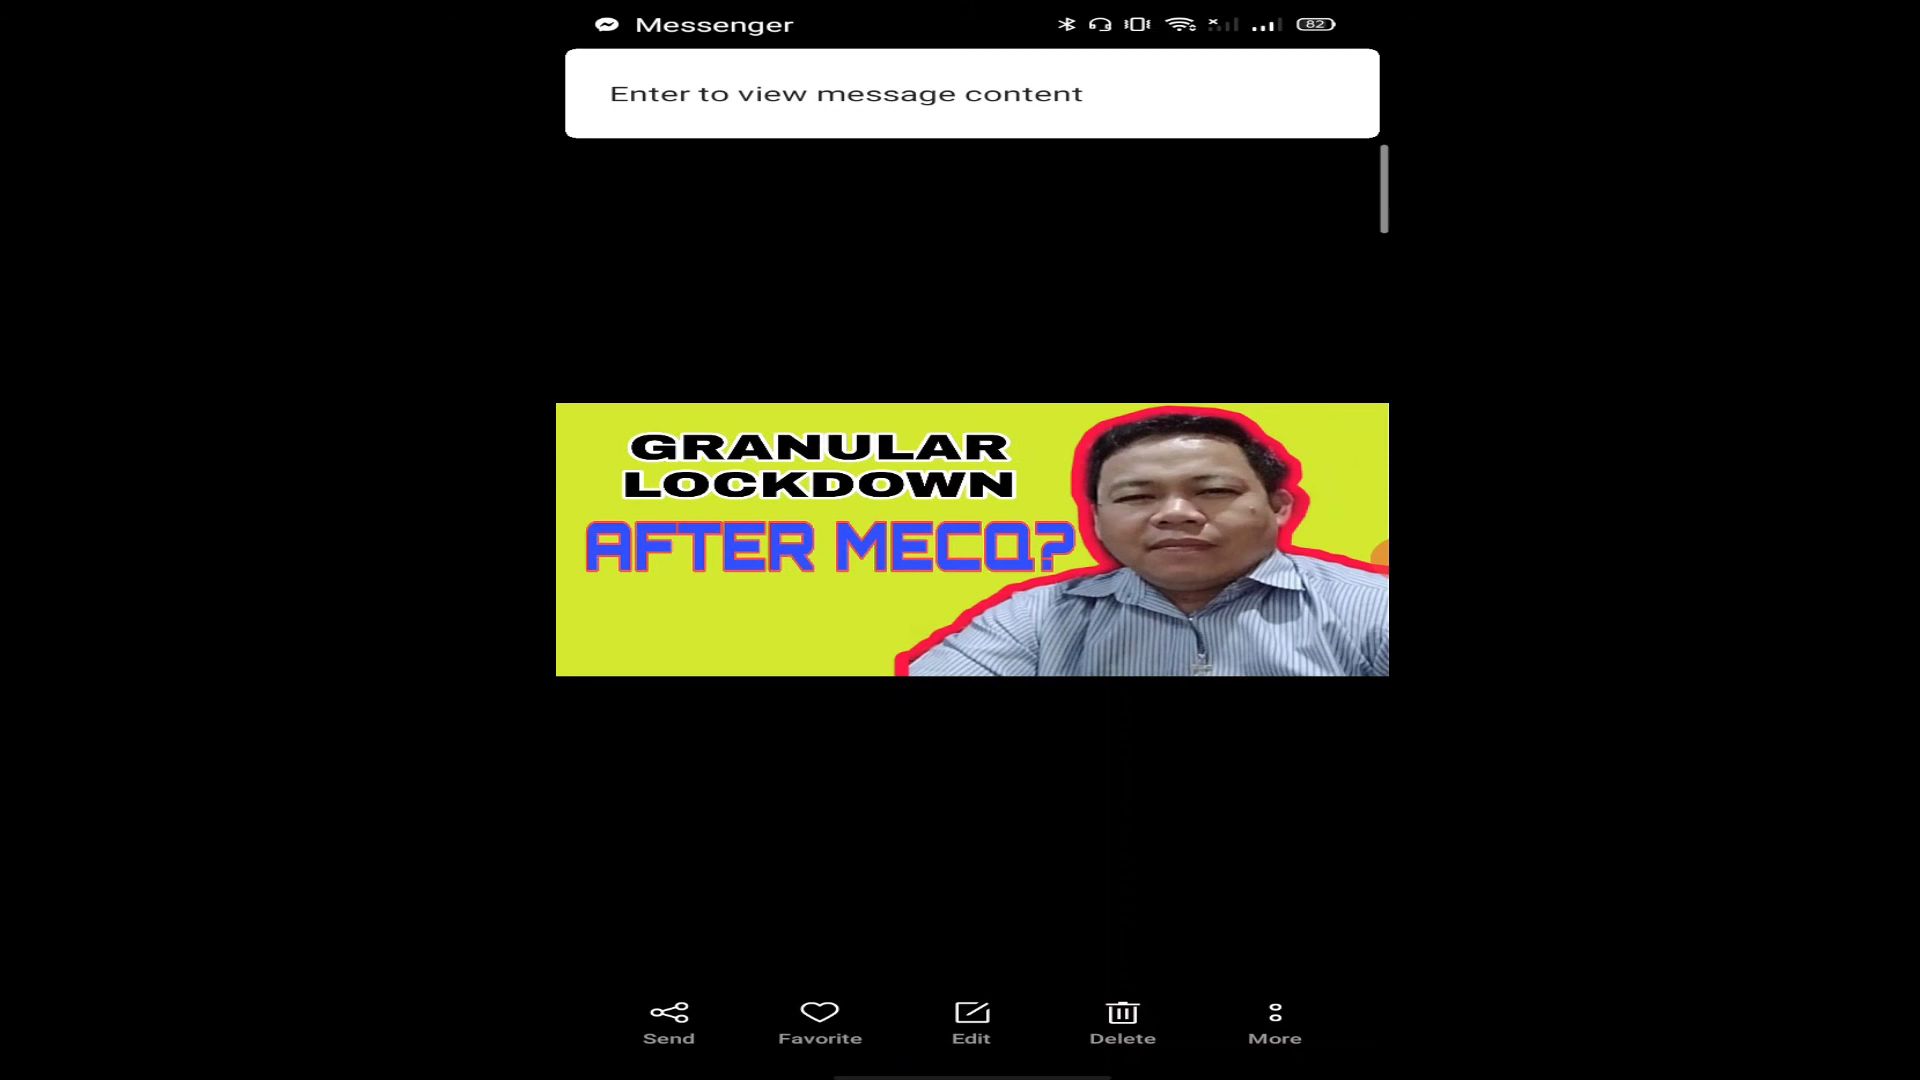 Messenger
82
Enter to view message content
GRANULAR
LOCKDOWN
AFTER MECQ?
Send
Favorite
Edit
Delete
More